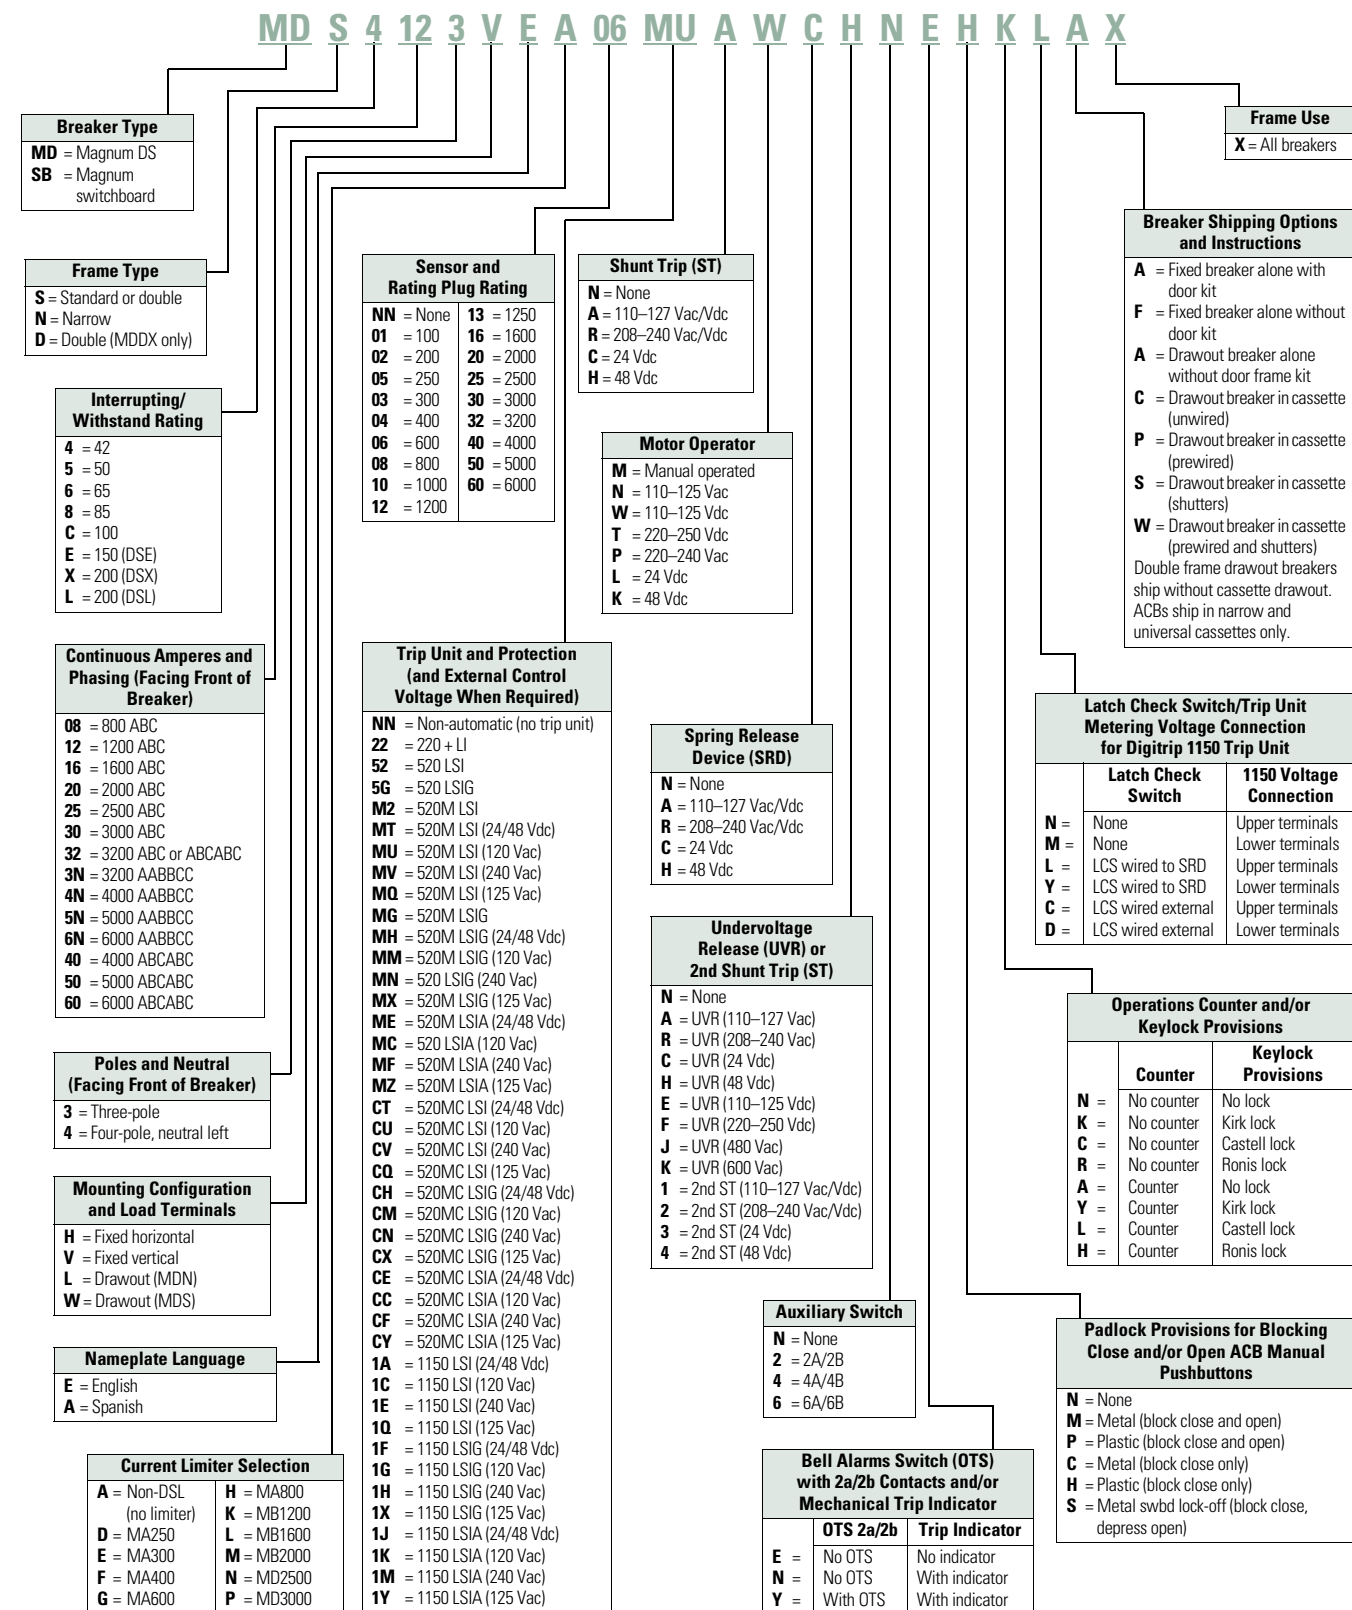 MD S 4 12 3 V E A 06 MU A W C H N E H K L A X
Breaker Type
MD = Magnum DS
SB = Magnum
switchboard
Frame Type
S = Standard or double
N = Narrow
D = Double (MDDX only)
Interrupting/
Withstand Rating
4 = 42
5 = 50
6 = 65
8 = 85
C = 100
E = 150 (DSE)
X = 200 (DSX)
L = 200 (DSL)
Continuous Amperes and
Phasing (Facing Front of
Breaker)
08 = 800 ABC
12 = 1200 ABC
16 = 1600 ABC
20 = 2000 ABC
25 = 2500 ABC
30 = 3000 ABC
32 = 3200 ABC or ABCABC
3N = 3200 AABBCC
4N = 4000 AABBCC
5N = 5000 AABBCC
6N = 6000 AABBCC
40 = 4000 ABCABC
50 = 5000 ABCABC
60 = 6000 ABCABC
Poles and Neutral
(Facing Front of Breaker)
3 = Three-pole
4 = Four-pole, neutral left
Mounting Configuration
and Load Terminals
H = Fixed horizontal
V = Fixed vertical
L = Drawout (MDN)
W = Drawout (MDS)
Nameplate Language
E = English
A = Spanish
Current Limiter Selection
A = Non-DSL
(no limiter)
D = MA250
E = MA300
F = MA400
G = MA600
H = MA800
K = MB1200
L = MB1600
M = MB2000
N = MD2500
P = MD3000
Sensor and
Rating Plug Rating
NN = None
01 = 100
02 = 200
05 = 250
03 = 300
04 = 400
06 = 600
08 = 800
10 = 1000
12 = 1200
13 = 1250
16 = 1600
20 = 2000
25 = 2500
30 = 3000
32 = 3200
40 = 4000
50 = 5000
60 = 6000
Trip Unit and Protection
(and External Control
Voltage When Required)
NN = Non-automatic (no trip unit)
22 = 220 + LI
52 = 520 LSI
5G = 520 LSIG
M2 = 520M LSI
MT = 520M LSI (24/48 Vdc)
MU = 520M LSI (120 Vac)
MV = 520M LSI (240 Vac)
MQ = 520M LSI (125 Vac)
MG = 520M LSIG
MH = 520M LSIG (24/48 Vdc)
MM = 520M LSIG (120 Vac)
MN = 520 LSIG (240 Vac)
MX = 520M LSIG (125 Vac)
ME = 520M LSIA (24/48 Vdc)
MC = 520 LSIA (120 Vac)
MF = 520M LSIA (240 Vac)
MZ = 520M LSIA (125 Vac)
CT = 520MC LSI (24/48 Vdc)
CU = 520MC LSI (120 Vac)
CV = 520MC LSI (240 Vac)
CQ = 520MC LSI (125 Vac)
CH = 520MC LSIG (24/48 Vdc)
CM = 520MC LSIG (120 Vac)
CN = 520MC LSIG (240 Vac)
CX = 520MC LSIG (125 Vac)
CE = 520MC LSIA (24/48 Vdc)
CC = 520MC LSIA (120 Vac)
CF = 520MC LSIA (240 Vac)
CY = 520MC LSIA (125 Vac)
1A = 1150 LSI (24/48 Vdc)
1C = 1150 LSI (120 Vac)
1E = 1150 LSI (240 Vac)
1Q = 1150 LSI (125 Vac)
1F = 1150 LSIG (24/48 Vdc)
1G = 1150 LSIG (120 Vac)
1H = 1150 LSIG (240 Vac)
1X = 1150 LSIG (125 Vac)
1J = 1150 LSIA (24/48 Vdc)
1K = 1150 LSIA (120 Vac)
1M = 1150 LSIA (240 Vac)
1Y = 1150 LSIA (125 Vac)
Shunt Trip (ST)
N = None
A = 110–127 Vac/Vdc
R = 208–240 Vac/Vdc
C = 24 Vdc
H = 48 Vdc
Motor Operator
M = Manual operated
N = 110–125 Vac
W = 110–125 Vdc
T = 220–250 Vdc
P = 220–240 Vac
L = 24 Vdc
K = 48 Vdc
Spring Release
Device (SRD)
N = None
A = 110–127 Vac/Vdc
R = 208–240 Vac/Vdc
C = 24 Vdc
H = 48 Vdc
Undervoltage
Release (UVR) or
2nd Shunt Trip (ST)
N = None
A = UVR (110–127 Vac)
R = UVR (208–240 Vac)
C = UVR (24 Vdc)
H = UVR (48 Vdc)
E = UVR (110–125 Vdc)
F = UVR (220–250 Vdc)
J = UVR (480 Vac)
K = UVR (600 Vac)
1 = 2nd ST (110–127 Vac/Vdc)
2 = 2nd ST (208–240 Vac/Vdc)
3 = 2nd ST (24 Vdc)
4 = 2nd ST (48 Vdc)
Auxiliary Switch
N = None
2 = 2A/2B
4 = 4A/4B
6 = 6A/6B
Bell Alarms Switch (OTS)
with 2a/2b Contacts and/or
Mechanical Trip Indicator
OTS 2a/2b Trip Indicator
E = No OTS No indicator
N = No OTS With indicator
Y = With OTS With indicator
Frame Use
X = All breakers
Breaker Shipping Options
and Instructions
A = Fixed breaker alone with
door kit
F = Fixed breaker alone without
door kit
A = Drawout breaker alone
without door frame kit
C = Drawout breaker in cassette
(unwired)
P = Drawout breaker in cassette
(prewired)
S = Drawout breaker in cassette
(shutters)
W = Drawout breaker in cassette
(prewired and shutters)
Double frame drawout breakers
ship without cassette drawout.
ACBs ship in narrow and
universal cassettes only.
Latch Check Switch/Trip Unit
Metering Voltage Connection
for Digitrip 1150 Trip Unit
Latch Check 1150 Voltage
Switch Connection
N = None Upper terminals
M = None Lower terminals
L = LCS wired to SRD Upper terminals
Y = LCS wired to SRD Lower terminals
C = LCS wired external Upper terminals
D = LCS wired external Lower terminals
Operations Counter and/or
Keylock Provisions
Keylock
Counter Provisions
N = No counter No lock
K = No counter Kirk lock
C = No counter Castell lock
R = No counter Ronis lock
A = Counter No lock
Y = Counter Kirk lock
L = Counter Castell lock
H = Counter Ronis lock
Padlock Provisions for Blocking
Close and/or Open ACB Manual
Pushbuttons
N = None
M = Metal (block close and open)
P = Plastic (block close and open)
C = Metal (block close only)
H = Plastic (block close only)
S = Metal swbd lock-off (block close,
depress open)